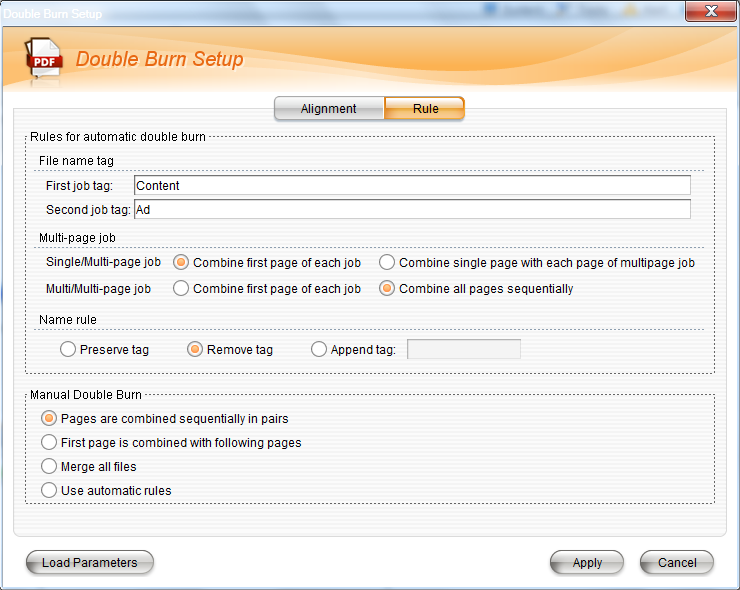 Double Burn Setup
PDF
Double Burn Setup
Alignment Rule
Rules for automatic double burn
File name tag
First job tag: Content
Second job tag: Ad
Multi-page job
Single/Multi-page job Combine first page of each job Combine single page with each page of multipage job
Multi/Multi-page job Combine first page of each job Combine all pages sequentially
Name rule
Preserve tag Remove tag Append tag:
Manual Double Burn
Pages are combined sequentially in pairs
First page is combined with following pages
Merge all files
Use automatic rules
Load Parameters Apply Cancel